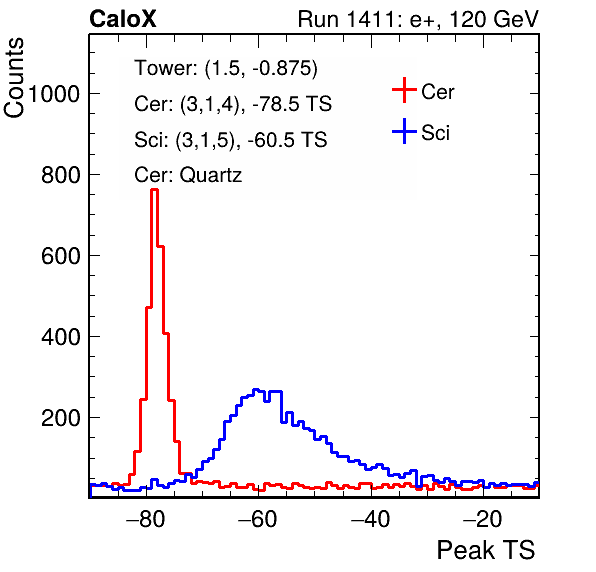 CaloX Run 1411: e+, 120 GeV
Counts
Tower: (1.5, -0.875)
Cer: (3,1,4), -78.5 TS
Sci: (3,1,5), -60.5 TS
Cer: Quartz
Cer
Sci
1000
800
600
400
200
−80 −60 −40 −20
Peak TS